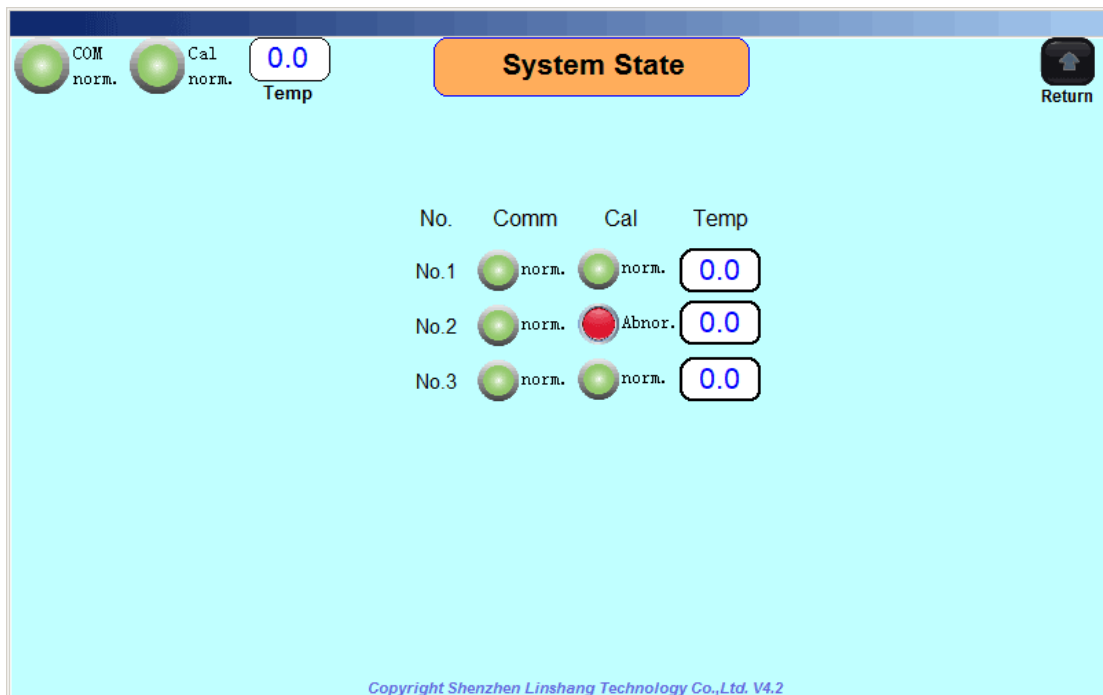 COM norm.
Cal norm.
0.0
Temp
System State
Return
No. Comm Cal Temp
No.1 norm. norm. 0.0
No.2 norm. Abnor. 0.0
No.3 norm. norm. 0.0
Copyright Shenzhen Linshang Technology Co.,Ltd. V4.2